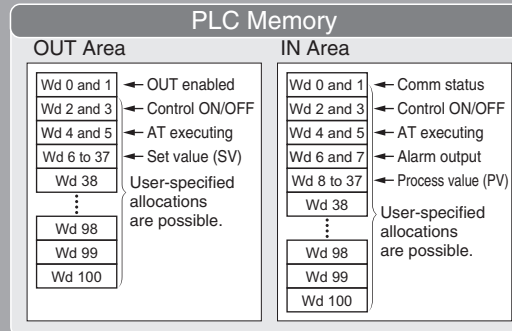 PLC Memory
OUT Area
Wd 0 and 1 OUT enabled
Wd 2 and 3 Control ON/OFF
Wd 4 and 5 AT executing
Wd 6 to 37 Set value (SV)
Wd 38
Wd 98
Wd 99
Wd 100
User-specified
allocations
are possible.
IN Area
Wd 0 and 1 Comm status
Wd 2 and 3 Control ON/OFF
Wd 4 and 5 AT executing
Wd 6 and 7 Alarm output
Wd 8 to 37 Process value (PV)
Wd 38
Wd 98
Wd 99
Wd 100
User-specified
allocations
are possible.